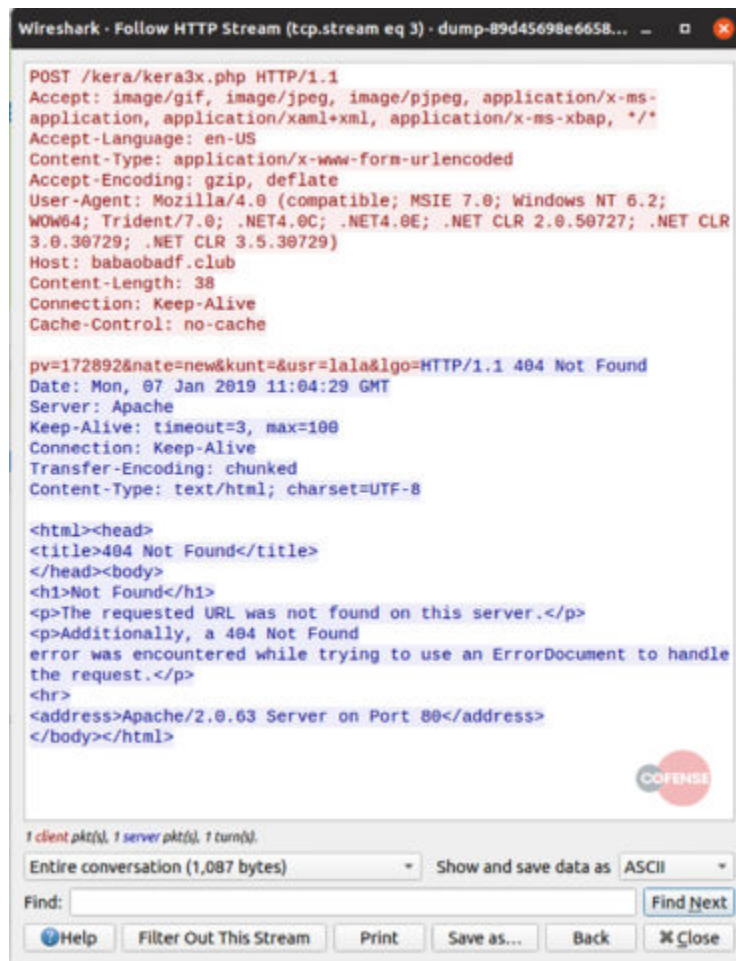 Wireshark · Follow HTTP Stream (tcp.stream eq 3) · dump-89d45698e6658...
POST /kera/kera3x.php HTTP/1.1
Accept: image/gif, image/jpeg, image/pjpeg, application/x-ms-
application, application/xaml+xml, application/x-ms-xbap, */*
Accept-Language: en-US
Content-Type: application/x-www-form-urlencoded
Accept-Encoding: gzip, deflate
User-Agent: Mozilla/4.0 (compatible; MSIE 7.0; Windows NT 6.2;
WOW64; Trident/7.0; .NET4.0C; .NET4.0E; .NET CLR 2.0.50727; .NET CLR
3.0.30729; .NET CLR 3.5.30729)
Host: babaobadf.club
Content-Length: 38
Connection: Keep-Alive
Cache-Control: no-cache
pv=172892&nate=new&kunt=&usr=lala&lgo=HTTP/1.1 404 Not Found
Date: Mon, 07 Jan 2019 11:04:29 GMT
Server: Apache
Keep-Alive: timeout=3, max=100
Connection: Keep-Alive
Transfer-Encoding: chunked
Content-Type: text/html; charset=UTF-8
<html><head>
<title>404 Not Found</title>
</head><body>
<h1>Not Found</h1>
<p>The requested URL was not found on this server.</p>
<p>Additionally, a 404 Not Found
error was encountered while trying to use an ErrorDocument to handle
the request.</p>
<hr>
<address>Apache/2.0.63 Server on Port 80</address>
</body></html>
COFENSE
1 client pkt(s), 1 server pkt(s), 1 turn(s).
Entire conversation (1,087 bytes) Show and save data as ASCII
Find: Find Next
Help Filter Out This Stream Print Save as... Back Close